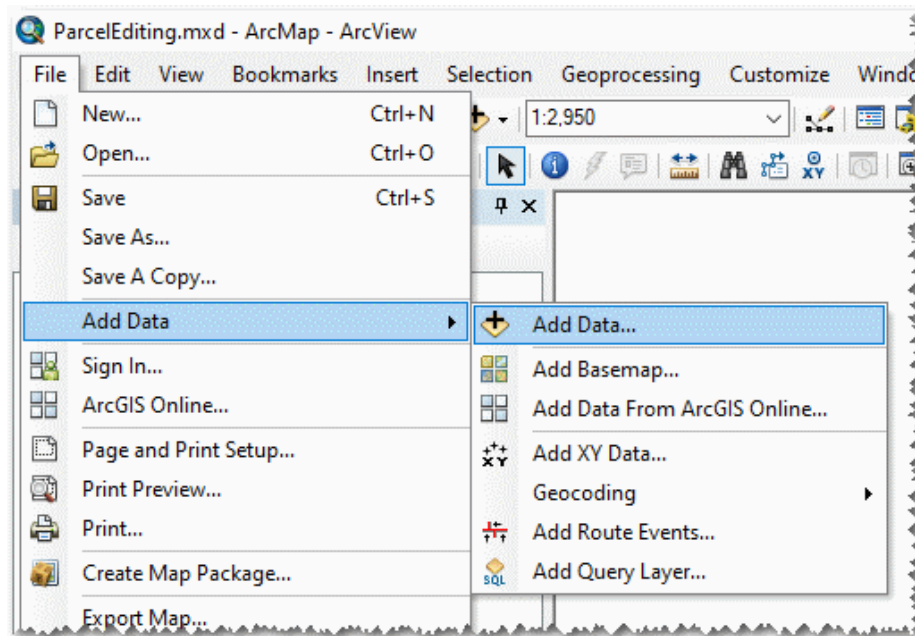 ParcelEditing.mxd - ArcMap - ArcView
File Edit View Bookmarks Insert Selection Geoprocessing Customize
1:2,950
New... Ctrl+N
Open... Ctrl+O
Save Ctrl+S
XY
Save As...
Save A Copy...
Add Data
Add Data...
Sign In...
Add Basemap...
ArcGIS Online...
Add Data From ArcGIS Online...
Page and Print Setup...
Add XY Data...
XY
Print Preview...
Geocoding
Print...
Add Route Events...
Create Map Package...
SQL
Add Query Layer...
Export Map...